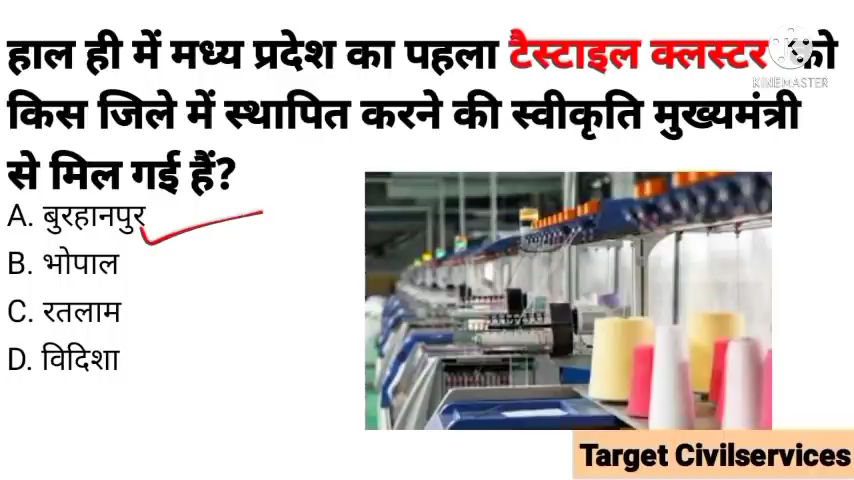 हाल ही में मध्य प्रदेश का पहला टैस्टाइल क्लस्टर को
KINEMASTER
किस जिले में स्थापित करने की स्वीकृति मुख्यमंत्री
से मिल गई हैं?
A. बुरहानपुर
B. भोपाल
C. रतलाम
D. विदिशा
Target Civilservices